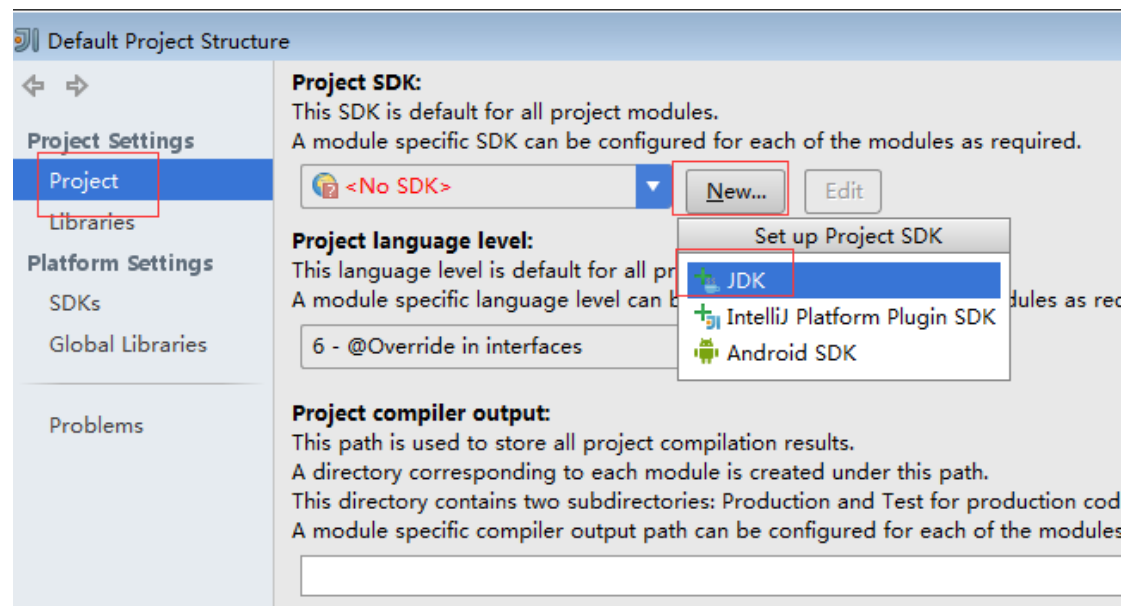 Default Project Structure
Project Settings
Project
Libraries
Platform Settings
SDKs
Global Libraries
Problems
Project SDK:
This SDK is default for all project modules.
A module specific SDK can be configured for each of the modules as required.
<No SDK>
New...
Edit
Set up Project SDK
JDK
IntelliJ Platform Plugin SDK
Android SDK
Project language level:
This language level is default for all
A module specific language level can
6 - @Override in interfaces
Project compiler output:
This path is used to store all project compilation results.
A directory corresponding to each module is created under this path.
This directory contains two subdirectories: Production and Test for production
A module specific compiler output path can be configured for each of the modules